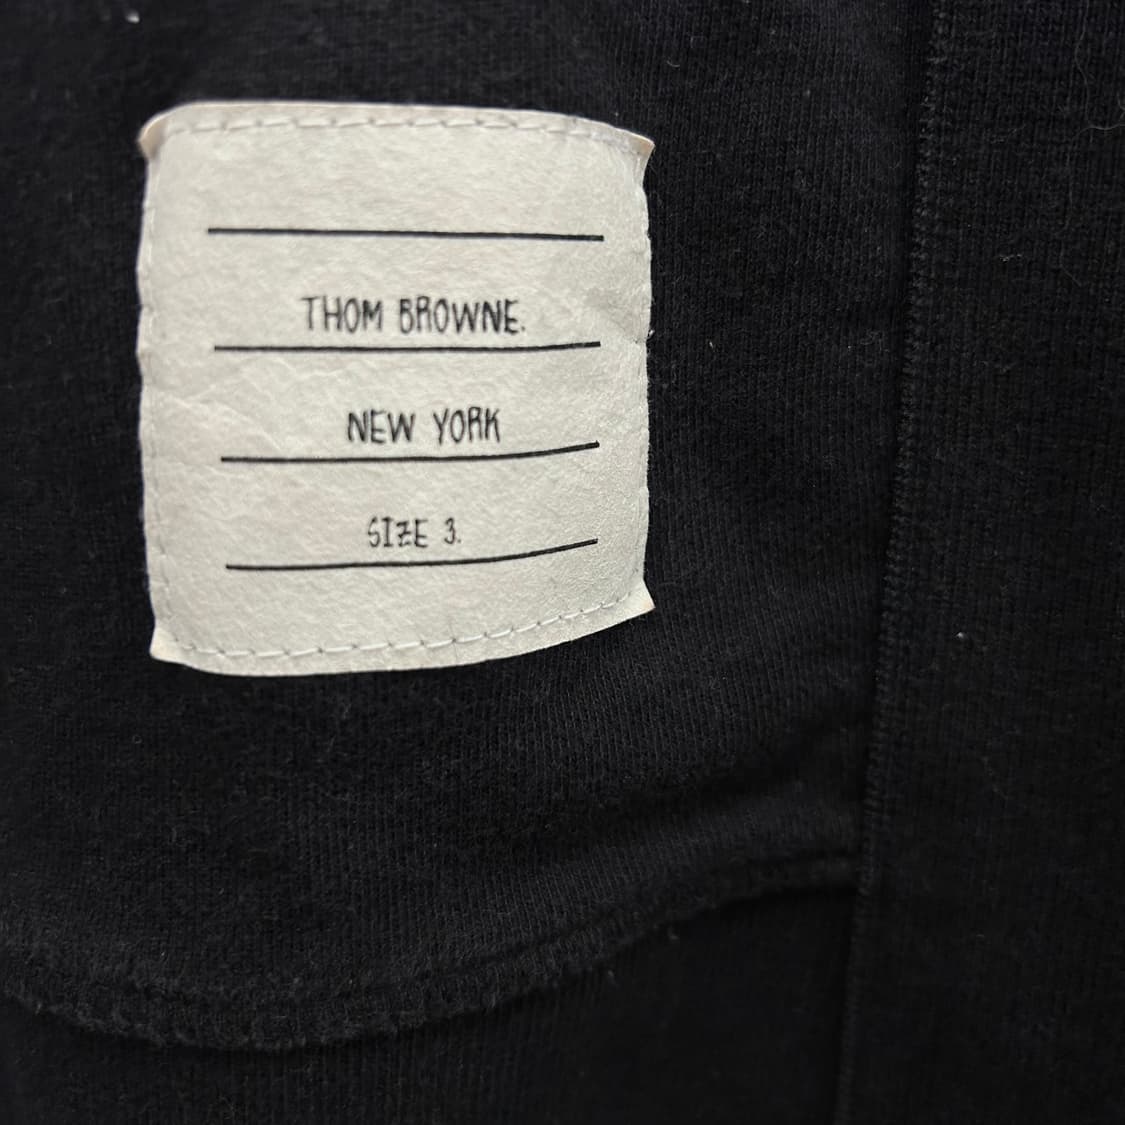 THOM BROWNE.
NEW YORK
SIZE 3.